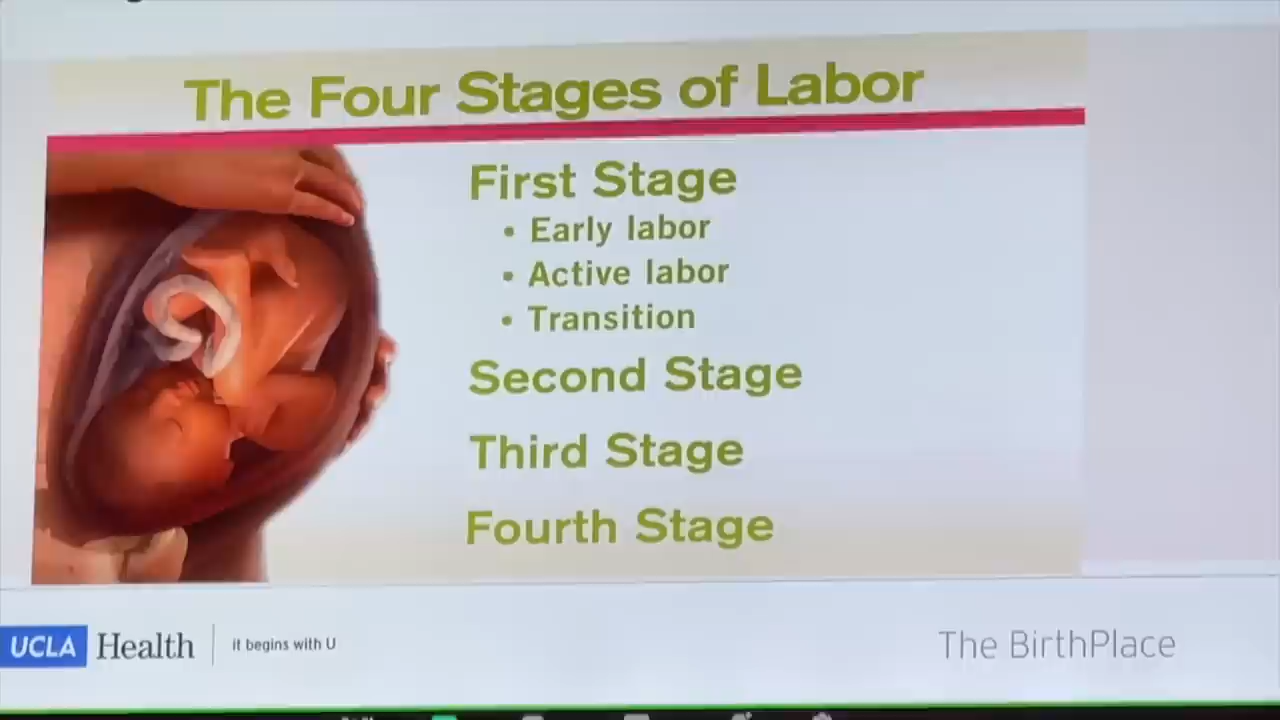 The Four Stages of Labor
First Stage
• Early labor
• Active labor
• Transition
Second Stage
Third Stage
Fourth Stage
UCLA Health it begins with U
The BirthPlace